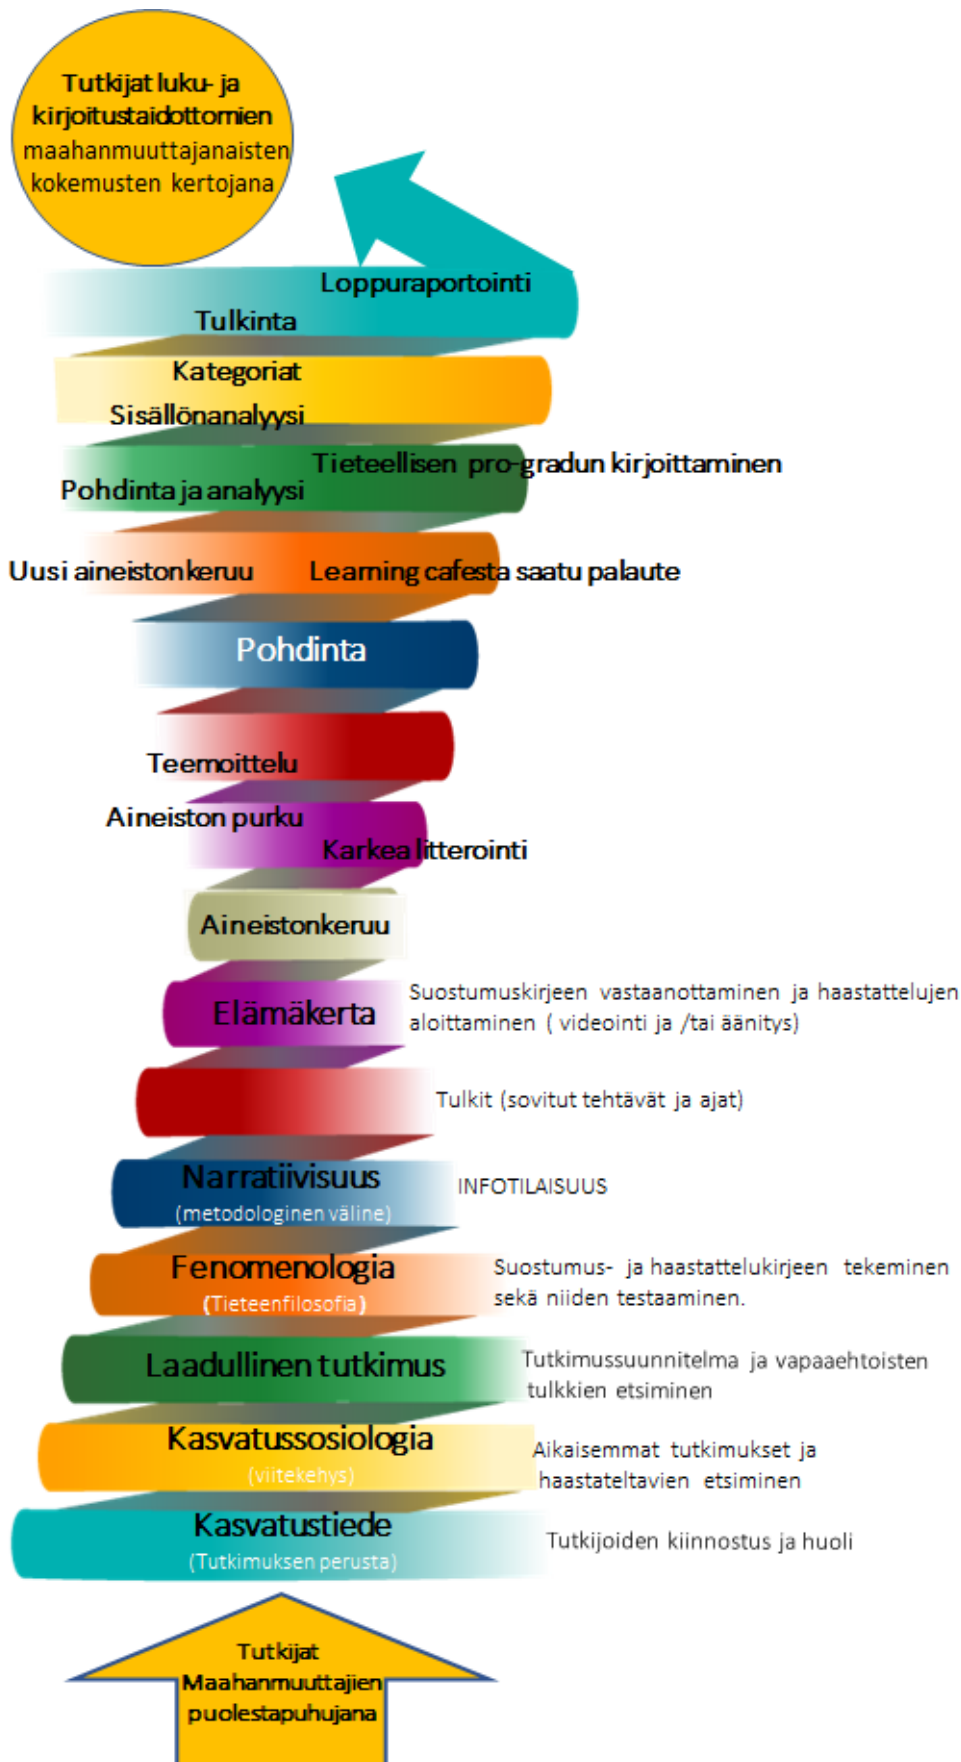 Tutkijat luku- ja
kirjoitustaidottomien
maahanmuuttajanaisten
kokemusten kertojana
Loppuraportointi
Tulkinta
Kategoriat
Sisällönanalyysi
Tieteellisen pro-gradun kirjoittaminen
Pohdinta ja analyysi
Uusi aineistonkeruu
Learning cafesta saatu palaute
Pohdinta
Teemoittelu
Aineiston purku
Karkea litterointi
Aineistonkeruu
Elämäkerta
Suostumuskirjeen vastaanottaminen ja haastattelujen
aloittaminen ( videointi ja /tai äänitys)
Tulkit (sovitut tehtävät ja ajat)
Narratiivisuus
(metodologinen väline)
INFOTILAISUUS
Fenomenologia
(Tieteenfilosofia)
Suostumus- ja haastattelukirjeen tekeminen
sekä niiden testaaminen.
Laadullinen tutkimus
Tutkimussuunnitelma ja vapaaehtoisten
tulkkien etsiminen
Kasvatussosiologia
(viitekehys)
Aikaisemmat tutkimukset ja
haastateltavien etsiminen
Kasvatustiede
(Tutkimuksen perusta)
Tutkijoiden kiinnostus ja huoli
Tutkijat
Maahanmuuttajien
puolestapuhujana